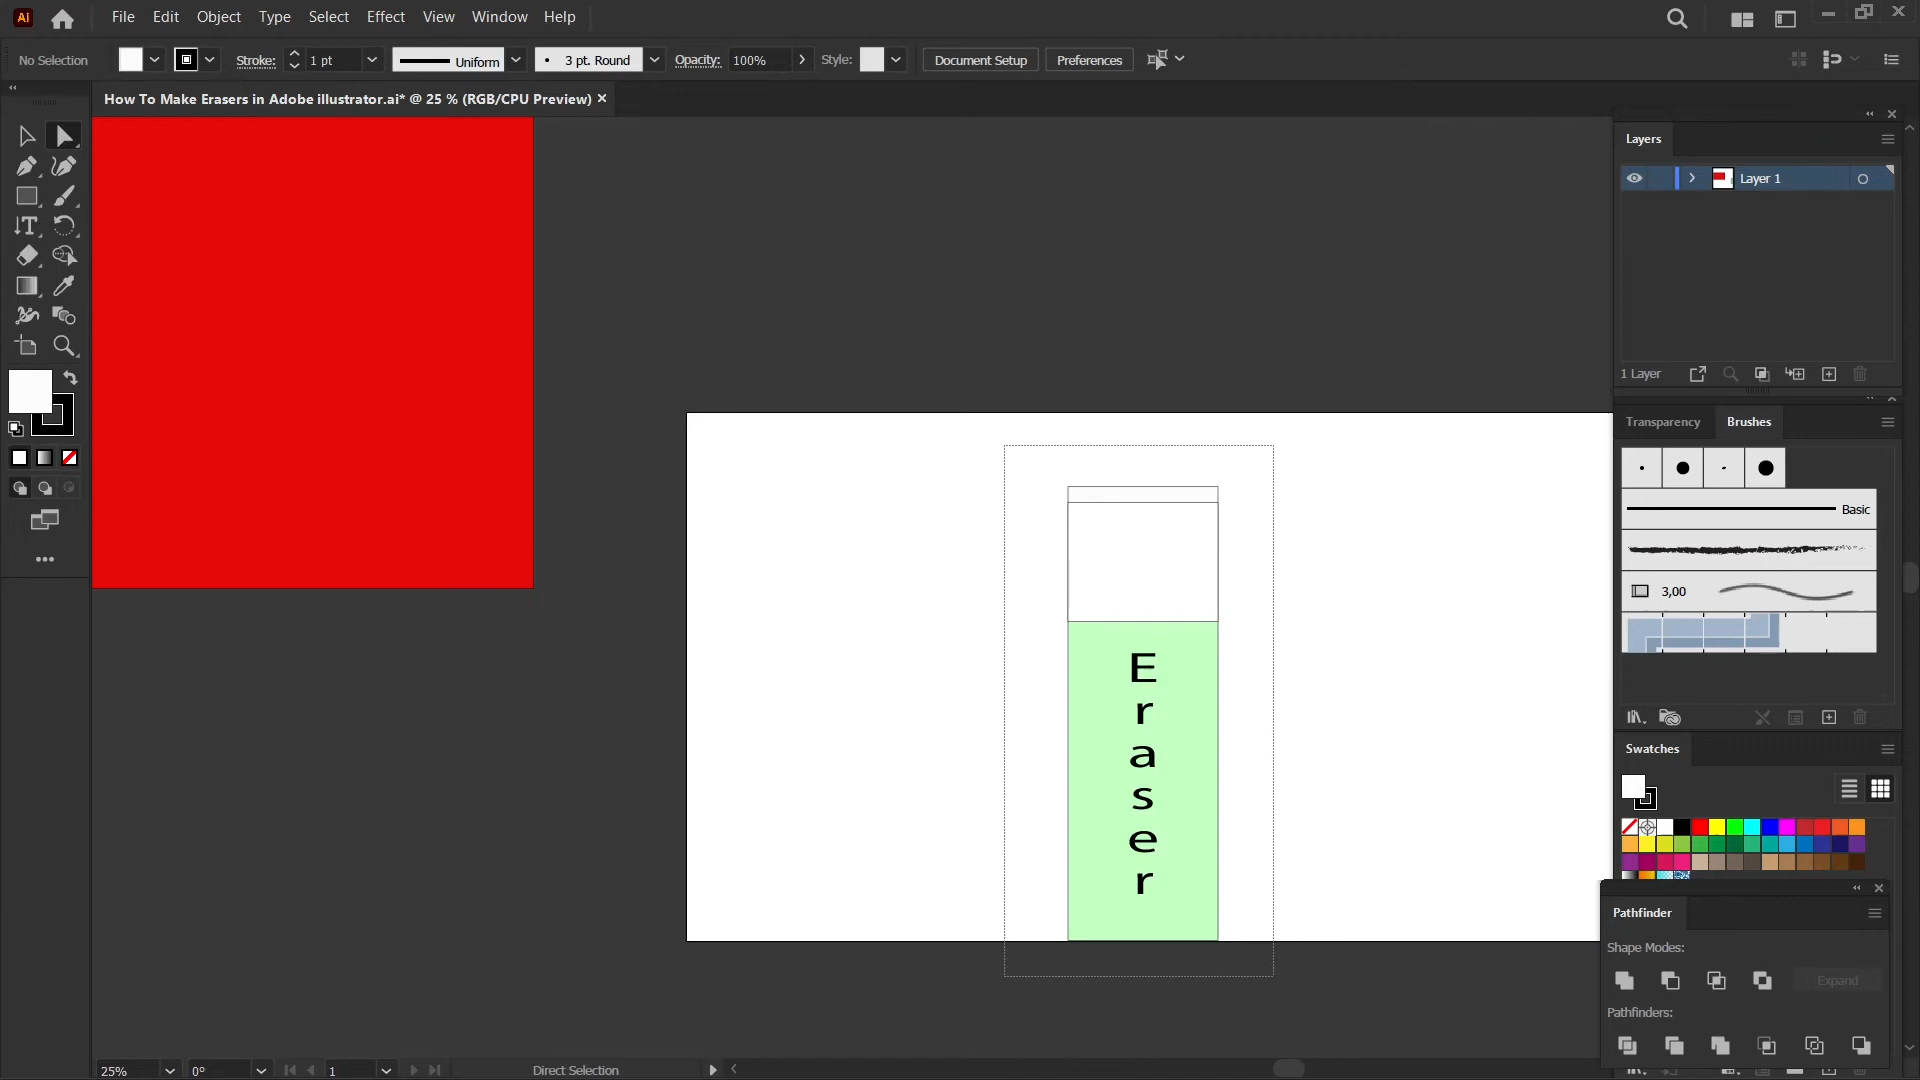 Ai File Edit Object Type Select Effect View Window Help
No Selection Stroke: 1 pt Uniform 3 pt. Round Opacity: 100% Style: Document Setup Preferences
How To Make Erasers in Adobe illustrator.ai* @ 25 % (RGB/CPU Preview)
Layers
Layer 1
1 Layer
Transparency Brushes
Basic
3,00
Swatches
Pathfinder
Shape Modes:
Expand
Pathfinders:
E
r
a
s
e
r
25% 0° 1 Direct Selection